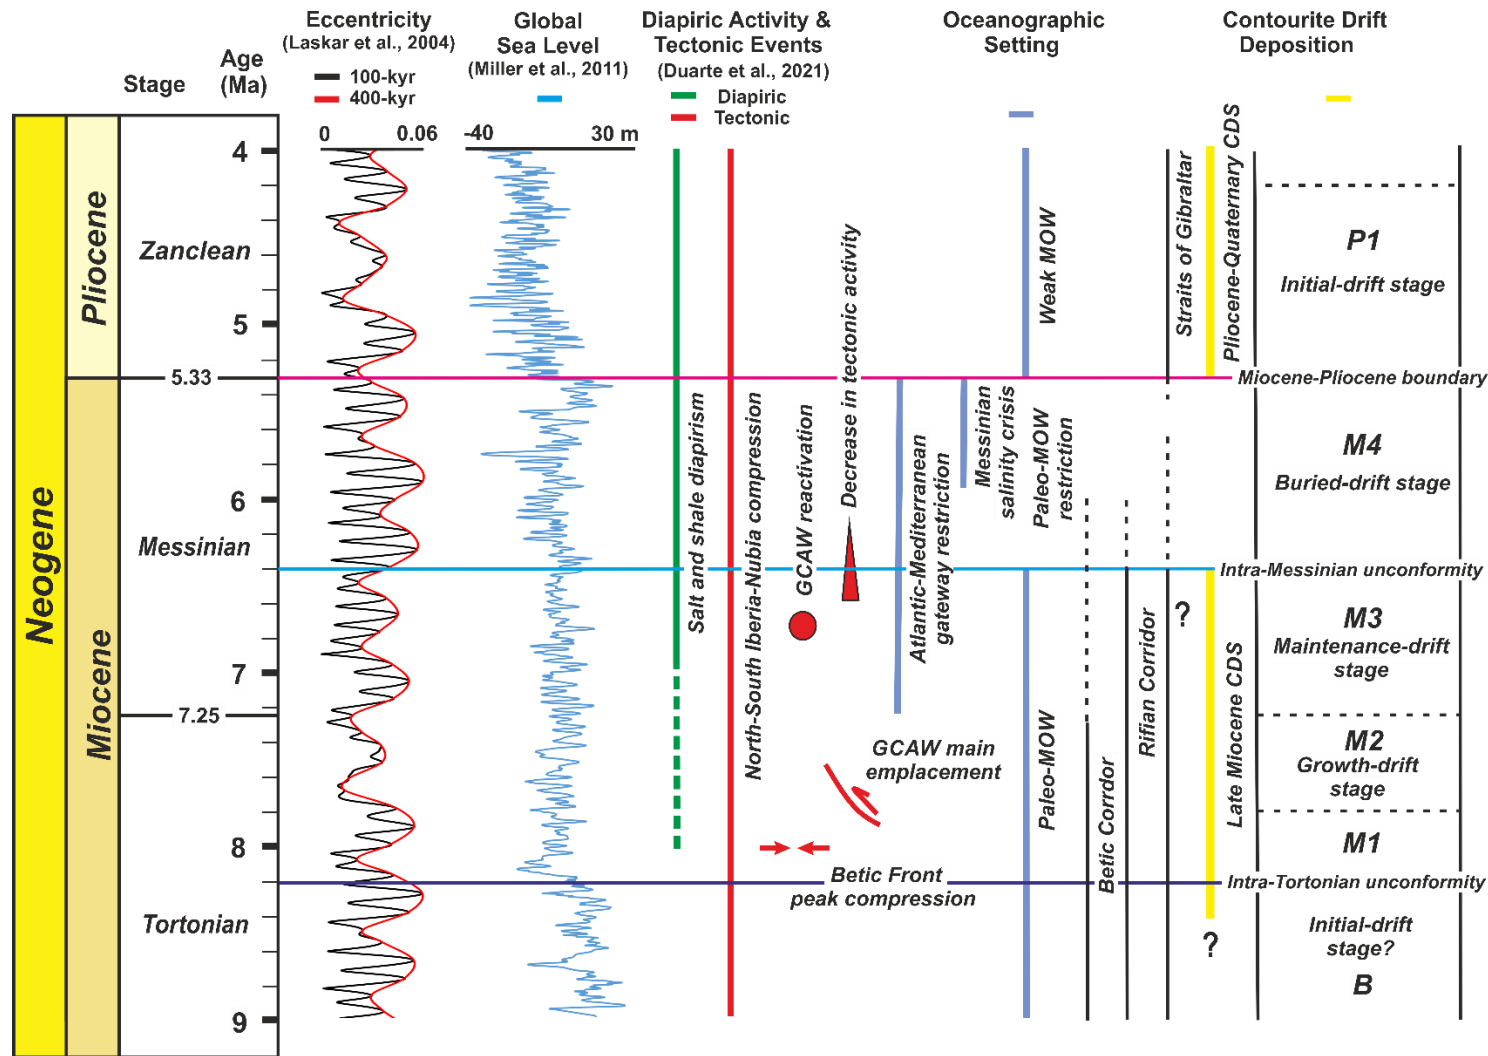 Eccentricity
(Laskar et al., 2004)
100-kyr
400-kyr
Global
Sea Level
(Miller et al., 2011)
Diapiric Activity &
Tectonic Events
(Duarte et al., 2021)
Diapiric
Tectonic
Oceanographic
Setting
Contourite Drift
Deposition
Stage
Age
(Ma)
0
0.06
-40
30 m
4
5
6
7
8
9
Neogene
Pliocene
Miocene
Zanclean
5.33
Messinian
7.25
Tortonian
Salt and shale diapirism
North-South Iberia-Nubia compression
GCAW reactivation
Decrease in tectonic activity
GCAW main
emplacement
Betic Front
peak compression
Atlantic-Mediterranean
gateway restriction
Messinian
salinity crisis
Weak MOW
Paleo-MOW
restriction
Paleo-MOW
Betic Corrdor
Rifian Corridor
Straits of Gibraltar
?
Pliocene-Quaternary CDS
Late Miocene CDS
?
P1
Initial-drift stage
Miocene-Pliocene boundary
M4
Buried-drift stage
Intra-Messinian unconformity
M3
Maintenance-drift
stage
M2
Growth-drift
stage
M1
Intra-Tortonian unconformity
Initial-drift
stage?
B